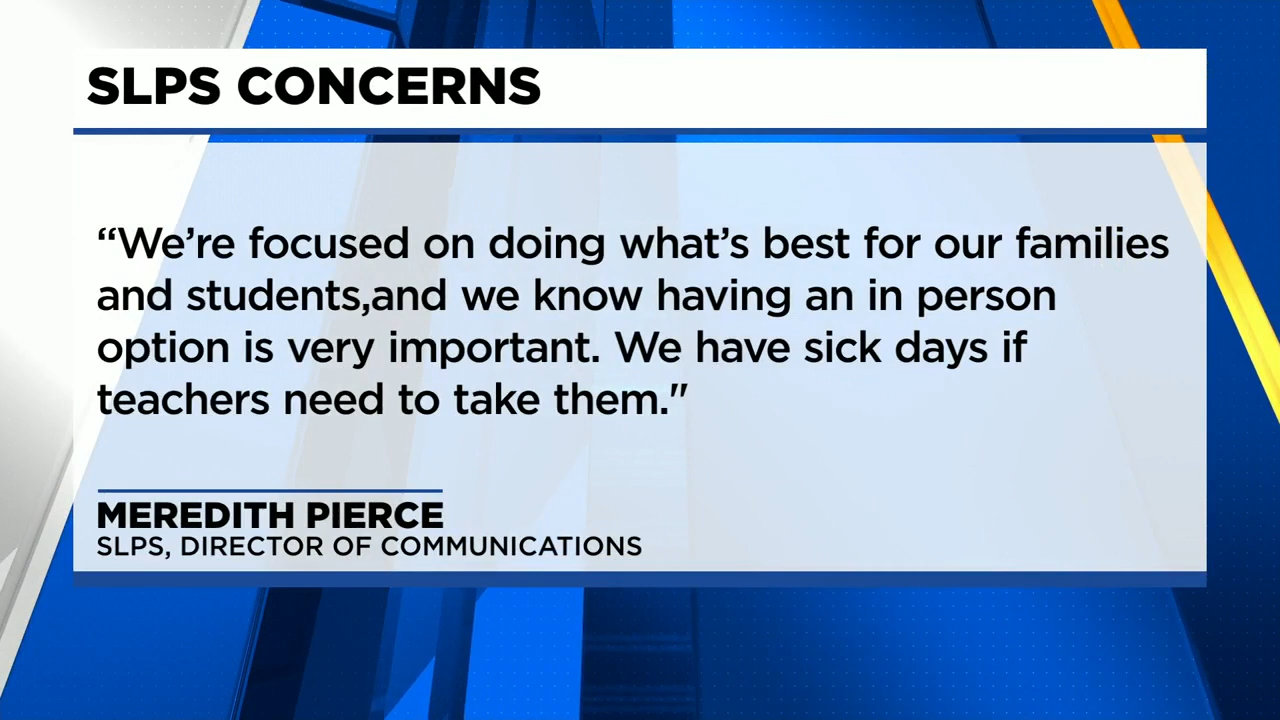 SLPS CONCERNS
“We’re focused on doing what’s best for our families
and students,and we know having an in person
option is very important. We have sick days if
teachers need to take them."
MEREDITH PIERCE
SLPS, DIRECTOR OF COMMUNICATIONS